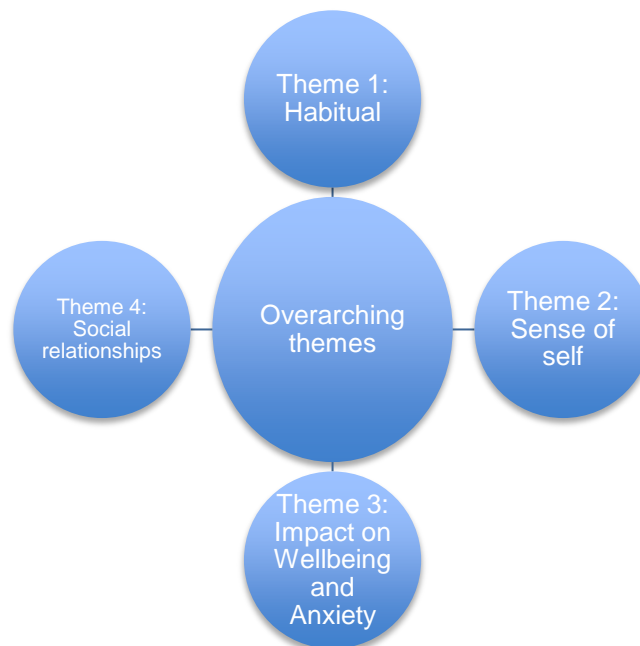 Theme 1:
Habitual
Theme 4:
Social
relationships
Overarching
themes
Theme 2:
Sense of
self
Theme 3:
Impact on
Wellbeing
and
Anxiety